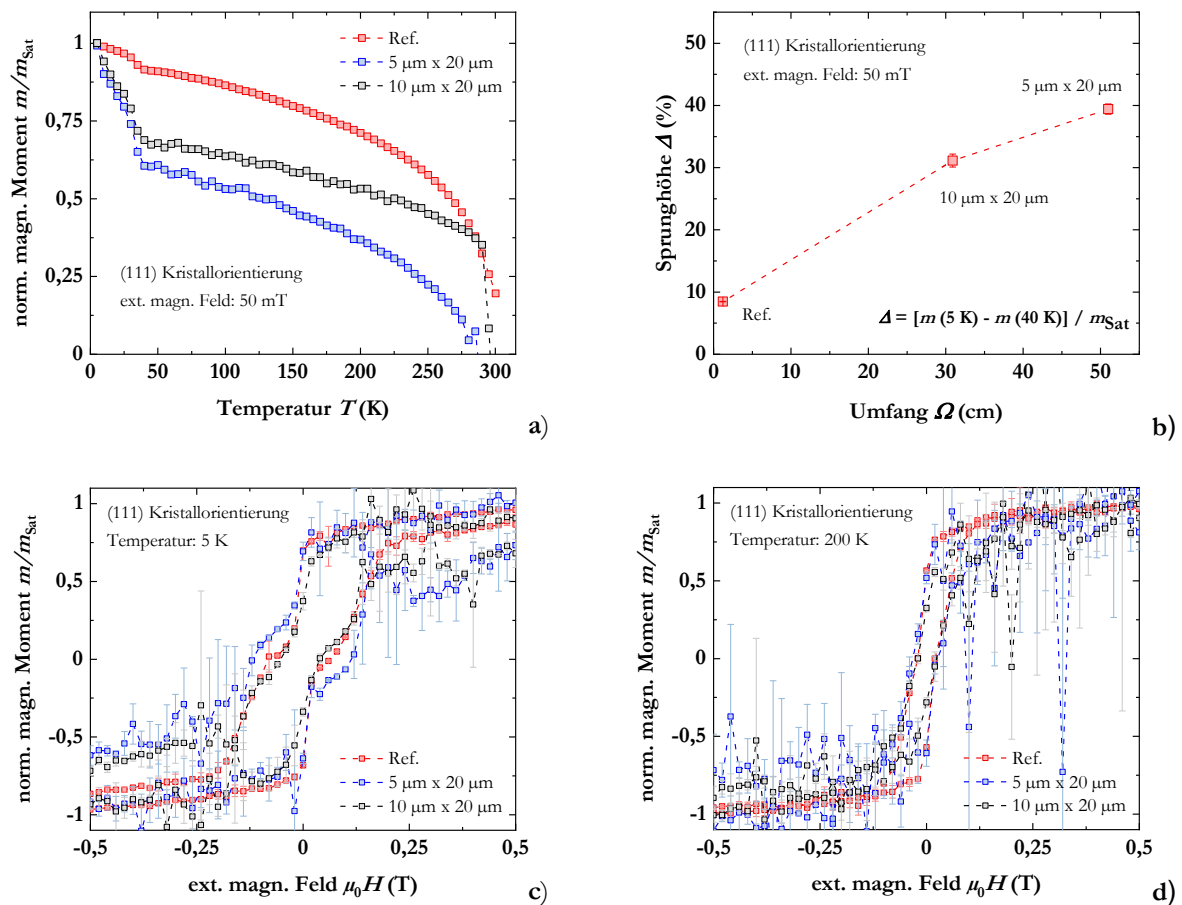 norm. magn. Moment m/m_Sat
1
0,75
0,5
0,25
0
Ref.
5 μm x 20 μm
10 μm x 20 μm
(111) Kristallorientierung
ext. magn. Feld: 50 mT
0 50 100 150 200 250 300
Temperatur T (K)
a)
Sprunghöhe Δ (%)
50
40
30
20
10
0
(111) Kristallorientierung
ext. magn. Feld: 50 mT
5 μm x 20 μm
10 μm x 20 μm
Ref.
Δ = [m (5 K) - m (40 K)] / m_Sat
0 10 20 30 40 50
Umfang Ω (cm)
b)
norm. magn. Moment m/m_Sat
1
0,5
0
-0,5
-1
(111) Kristallorientierung
Temperatur: 5 K
Ref.
5 μm x 20 μm
10 μm x 20 μm
-0,5 -0,25 0 0,25 0,5
ext. magn. Feld μ₀H (T)
c)
norm. magn. Moment m/m_Sat
1
0,5
0
-0,5
-1
(111) Kristallorientierung
Temperatur: 200 K
Ref.
5 μm x 20 μm
10 μm x 20 μm
-0,5 -0,25 0 0,25 0,5
ext. magn. Feld μ₀H (T)
d)